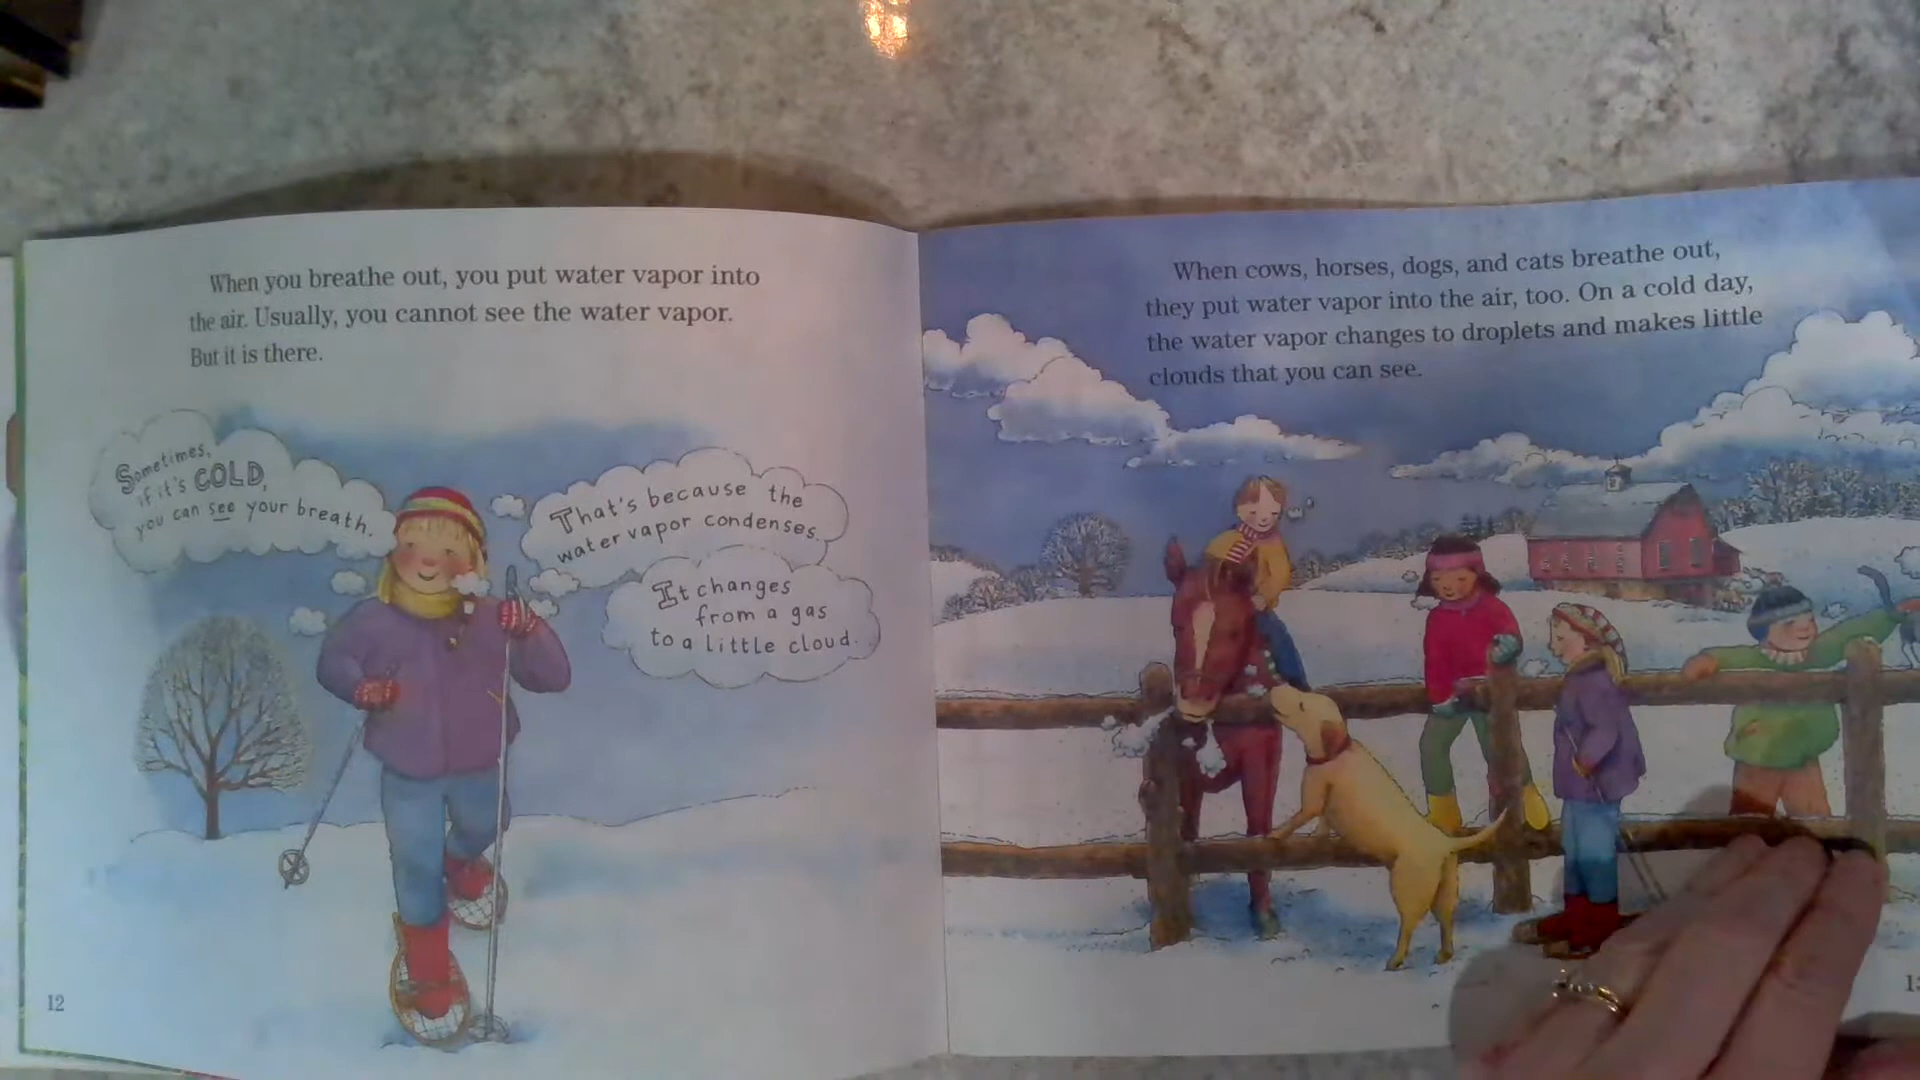 When you breathe out, you put water vapor into
the air. Usually, you cannot see the water vapor.
But it is there.
Sometimes,
if it's COLD,
you can see your breath.
That's because the
water vapor condenses.
It changes
from a gas
to a little cloud.
12
When cows, horses, dogs, and cats breathe out,
they put water vapor into the air, too. On a cold day,
the water vapor changes to droplets and makes little
clouds that you can see.